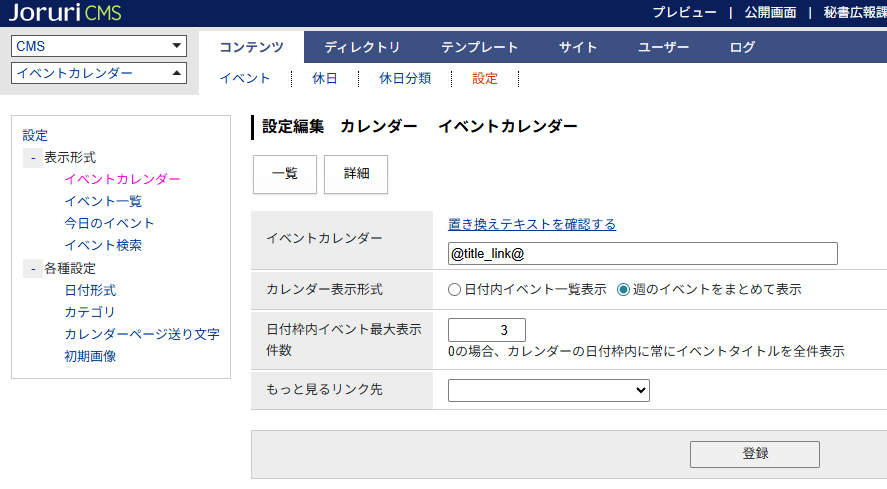 Joruri CMS
プレビュー | 公開画面 | 秘書広報課
CMS
イベントカレンダー
コンテンツ ディレクトリ テンプレート サイト ユーザー ログ
イベント 休日 休日分類 設定
設定
- 表示形式
イベントカレンダー
イベント一覧
今日のイベント
イベント検索
- 各種設定
日付形式
カテゴリ
カレンダーページ送り文字
初期画像
設定編集 カレンダー イベントカレンダー
一覧 詳細
イベントカレンダー
置き換えテキストを確認する
@title_link@
カレンダー表示形式
日付内イベント一覧表示 週のイベントをまとめて表示
日付枠内イベント最大表示
件数
3
0の場合、カレンダーの日付枠内に常にイベントタイトルを全件表示
もっと見るリンク先
登録